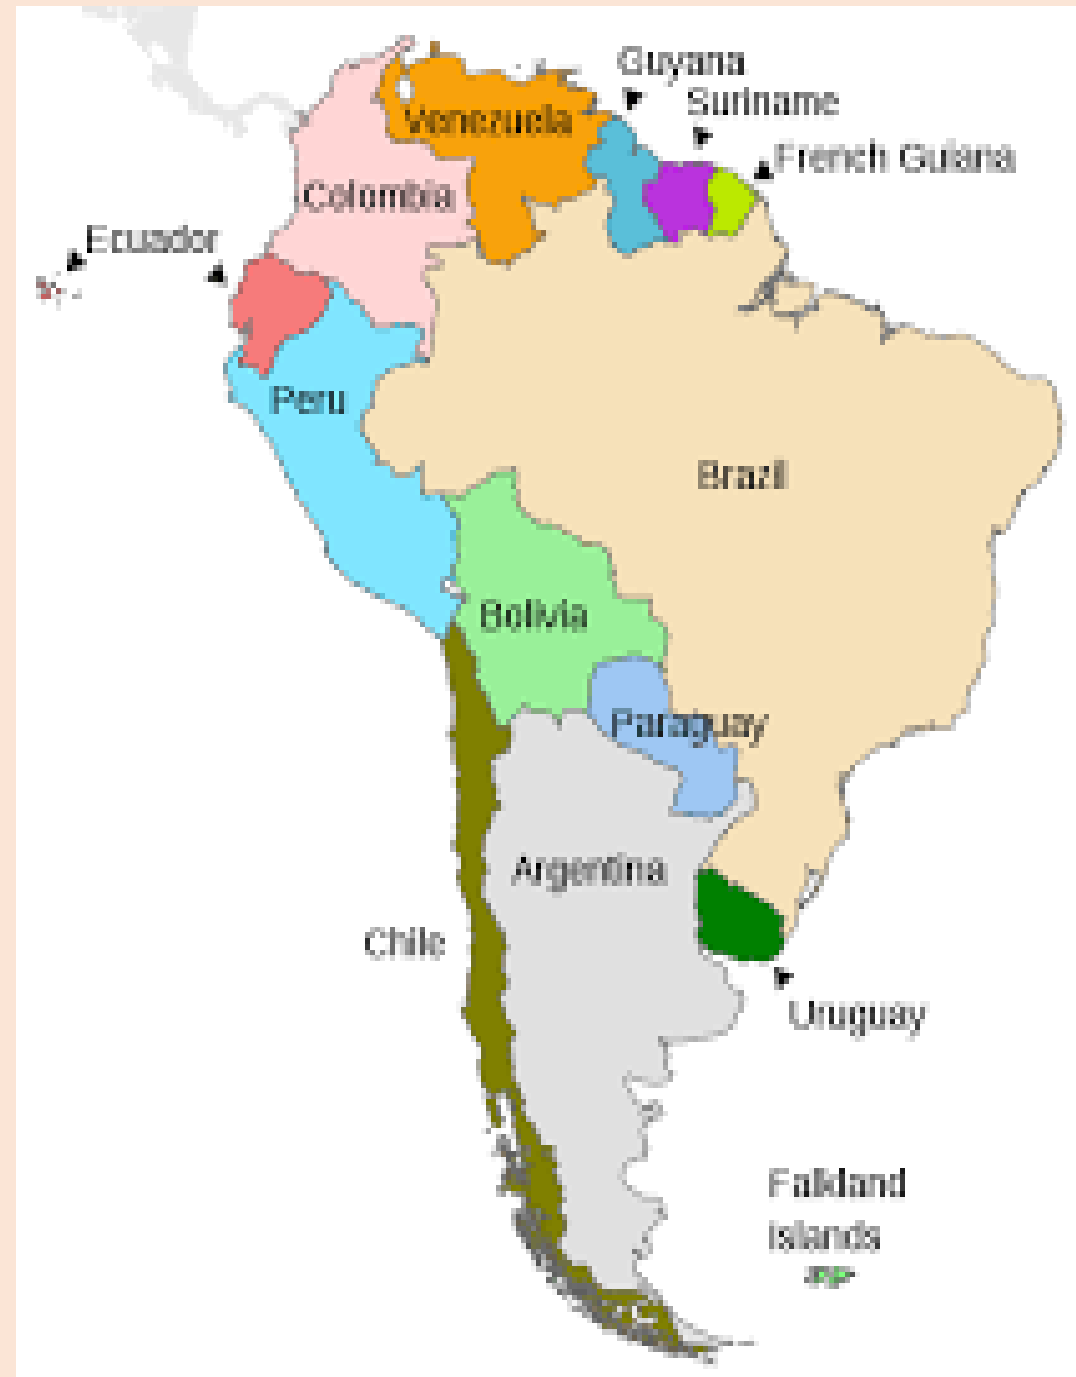 Guyana
Suriname
Venezuela
French Guiana
Colombia
Ecuador
Peru
Brazil
Bolivia
Paraguay
Argentina
Chile
Uruguay
Falkland
Islands